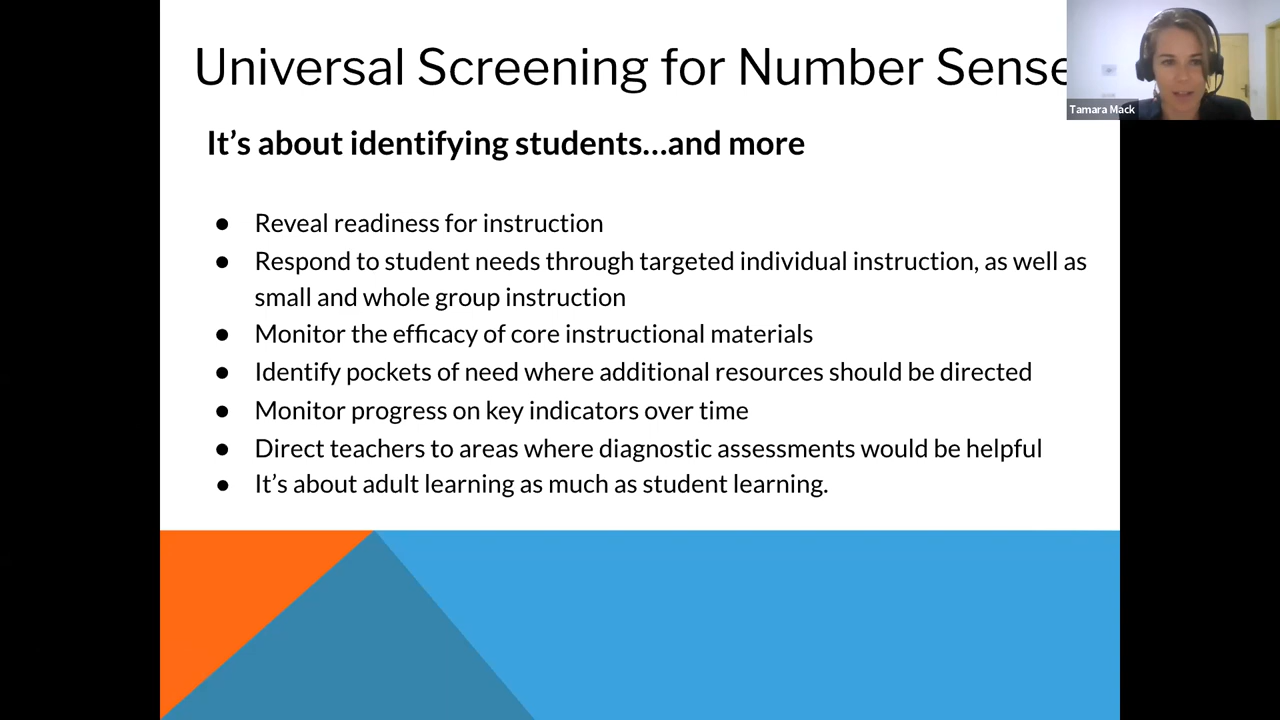 Universal Screening for Number Sense
Tamara Mack
It’s about identifying students...and more
● Reveal readiness for instruction
● Respond to student needs through targeted individual instruction, as well as
small and whole group instruction
● Monitor the efficacy of core instructional materials
● Identify pockets of need where additional resources should be directed
● Monitor progress on key indicators over time
● Direct teachers to areas where diagnostic assessments would be helpful
● It’s about adult learning as much as student learning.